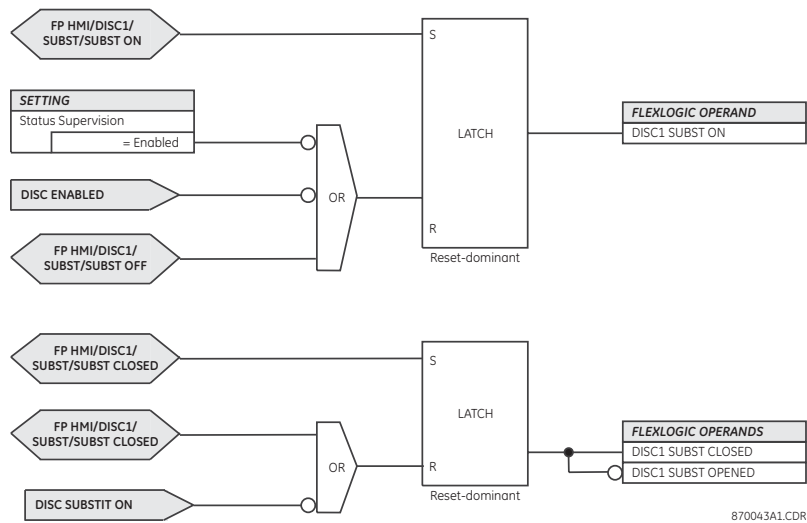 FP HMI/DISC1/
SUBST/SUBST ON
S
SETTING
Status Supervision
= Enabled
LATCH
FLEXLOGIC OPERAND
DISC1 SUBST ON
DISC ENABLED
OR
R
FP HMI/DISC1/
SUBST/SUBST OFF
Reset-dominant
FP HMI/DISC1/
SUBST/SUBST CLOSED
S
LATCH
FP HMI/DISC1/
SUBST/SUBST CLOSED
FLEXLOGIC OPERANDS
DISC1 SUBST CLOSED
OR
R
DISC1 SUBST OPENED
Reset-dominant
DISC SUBSTIT ON
870043A1.CDR